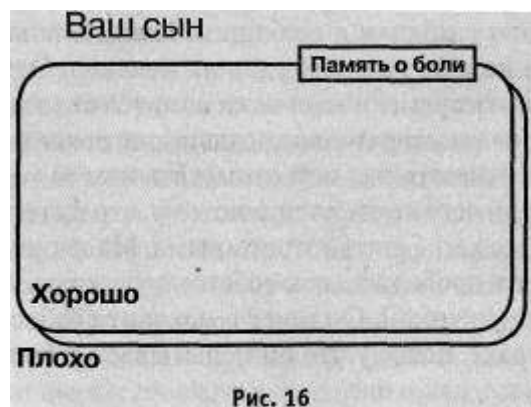 Ваш сын
Память о боли
Хорошо
Плохо
Рис. 16